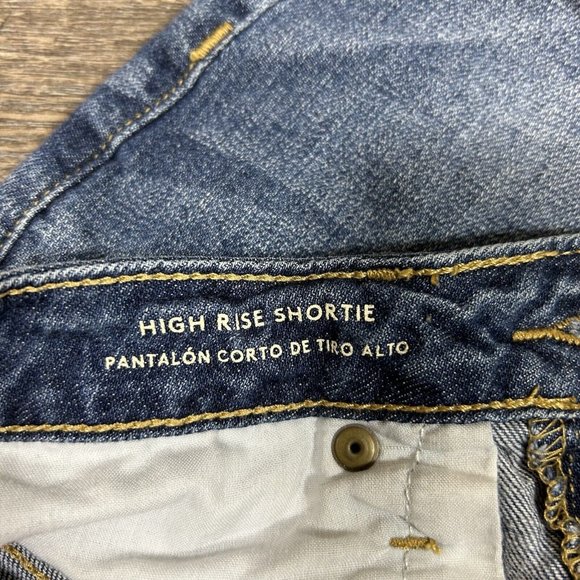 HIGH RISE SHORTIE
PANTALÓN CORTO DE TIRO ALTO